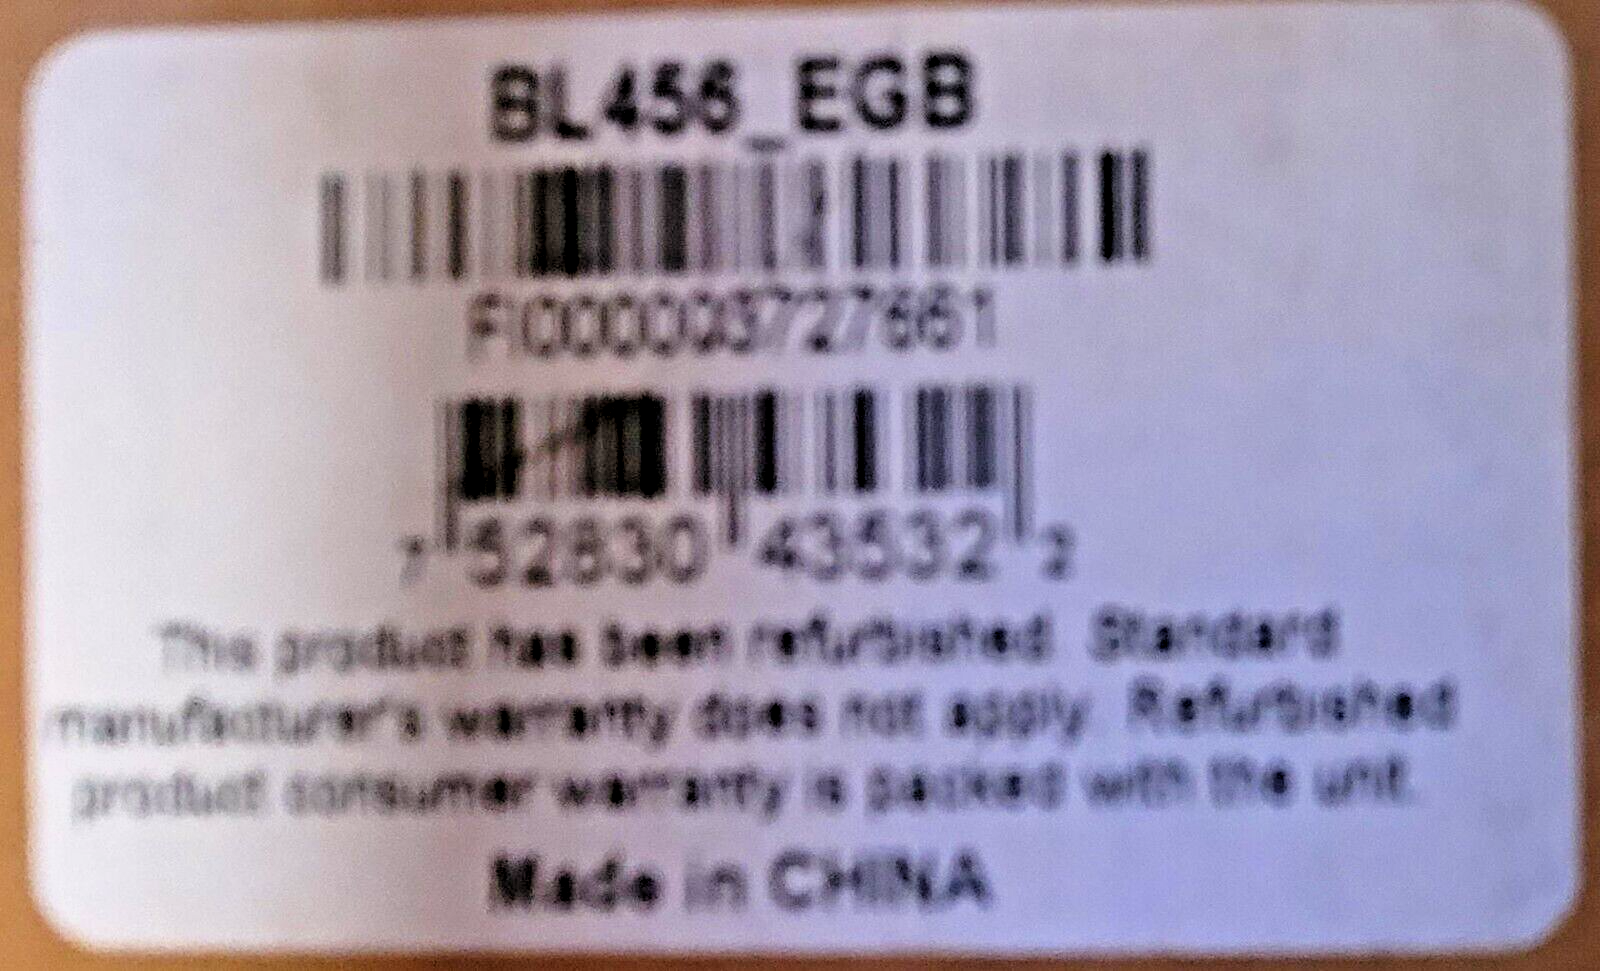 BL456_EGB
FI0000003727661
7 52830 43532 2
This product has been refurbished. Standard
manufacturer's warranty does not apply. Refurbished
product consumer warranty is packed with the unit.
Made in CHINA